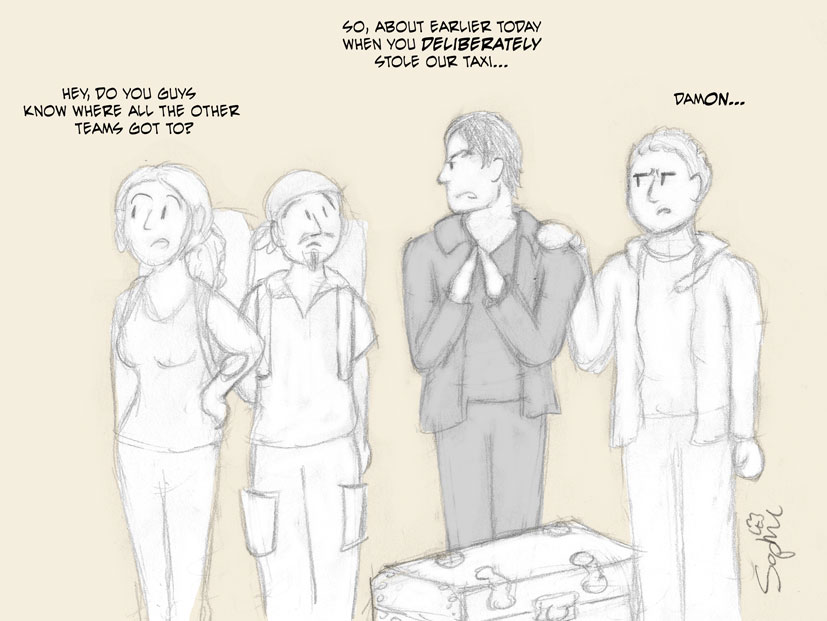 HEY, DO YOU GUYS
KNOW WHERE ALL THE OTHER
TEAMS GOT TO?
SO, ABOUT EARLIER TODAY
WHEN YOU DELIBERATELY
STOLE OUR TAXI...
DAMON...